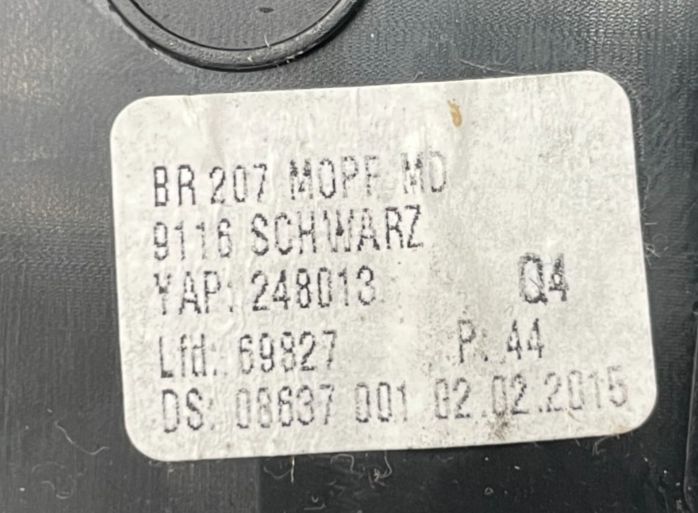 BR 207 MOPF MD
9116 SCHWARZ
YAP: 248013 Q4
Lfd.: 69827 P: 44
DS: 08637 001 02.02.2015